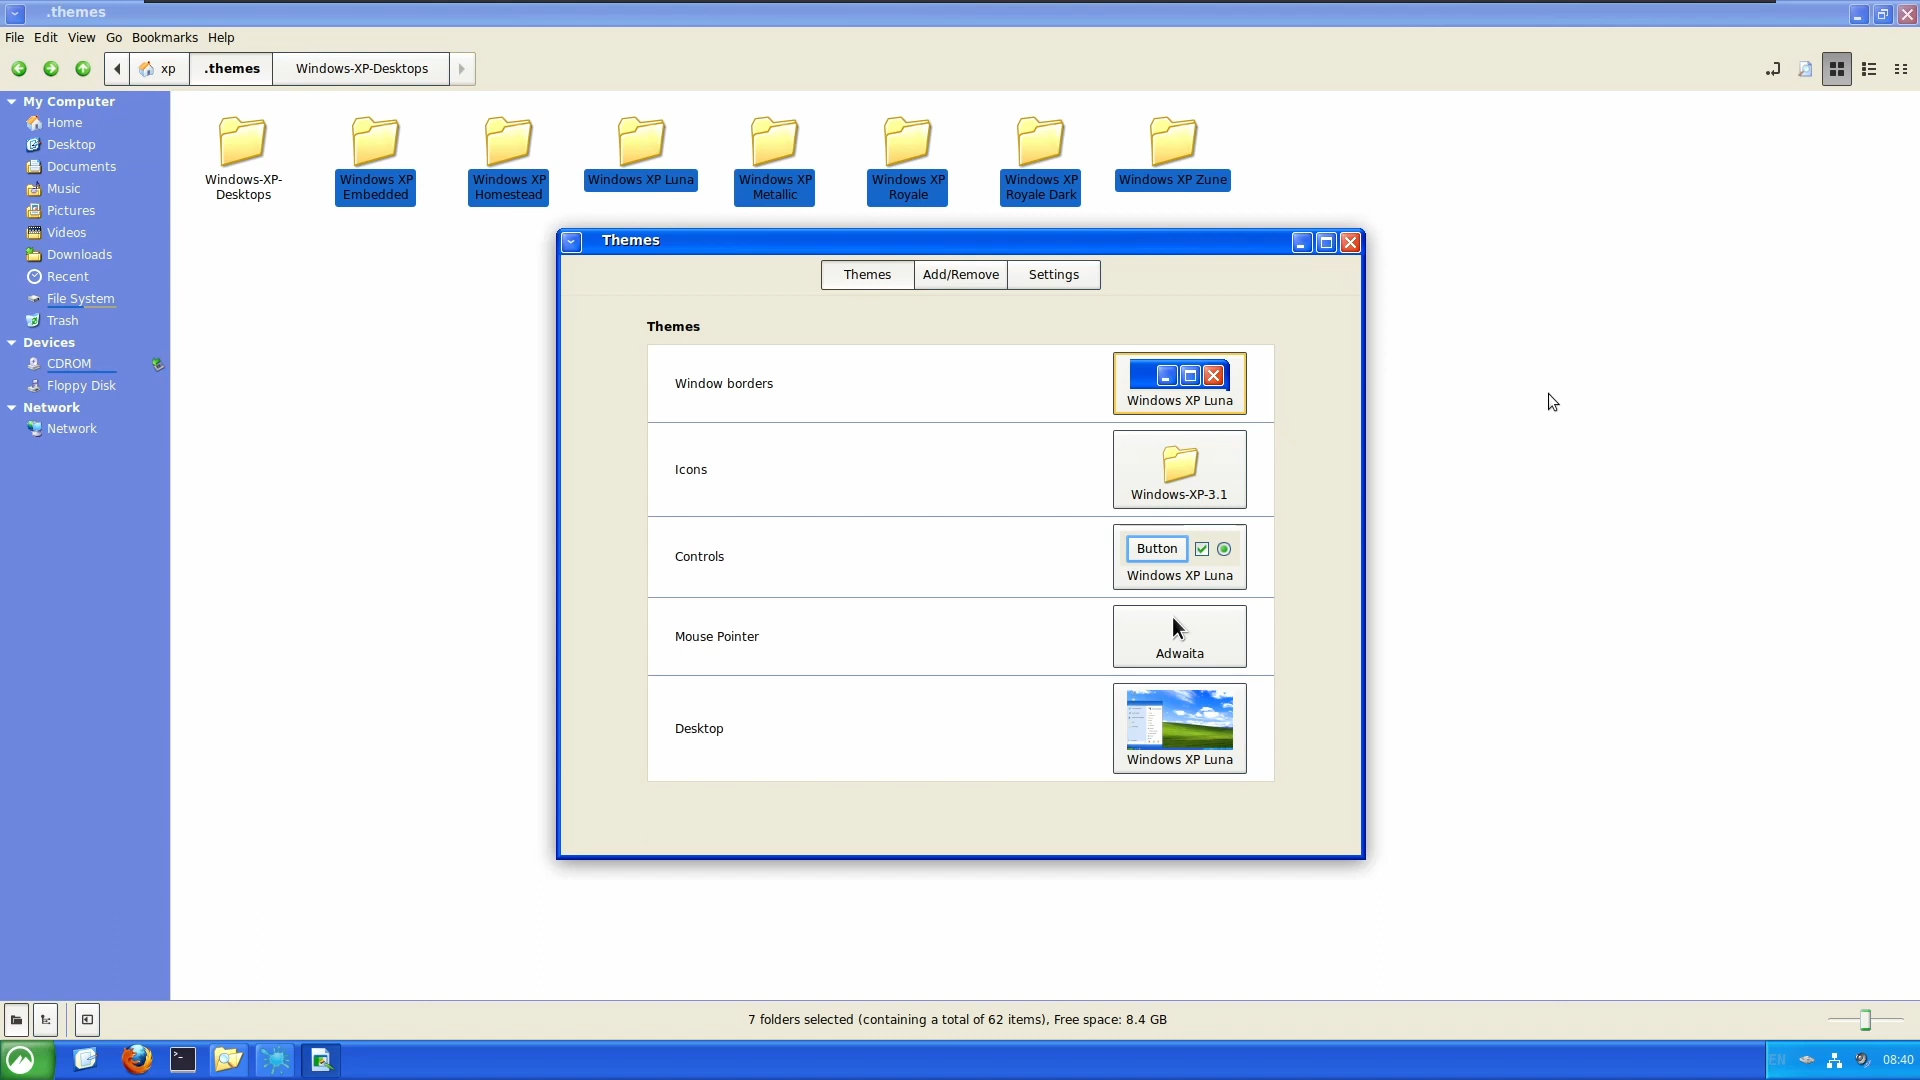 .themes
File Edit View Go Bookmarks Help
xp .themes Windows-XP-Desktops
My Computer
Home
Desktop
Documents
Music
Pictures
Videos
Downloads
Recent
File System
Trash
Devices
CDROM
Floppy Disk
Network
Network
Windows-XP-
Desktops
Windows XP
Embedded
Windows XP
Homestead
Windows XP Luna
Windows XP
Metallic
Windows XP
Royale
Windows XP
Royale Dark
Windows XP Zune
Themes
Themes Add/Remove Settings
Themes
Window borders
Windows XP Luna
Icons
Windows-XP-3.1
Controls
Button
Windows XP Luna
Mouse Pointer
Adwaita
Desktop
Windows XP Luna
7 folders selected (containing a total of 62 items), Free space: 8.4 GB
EN 08:40